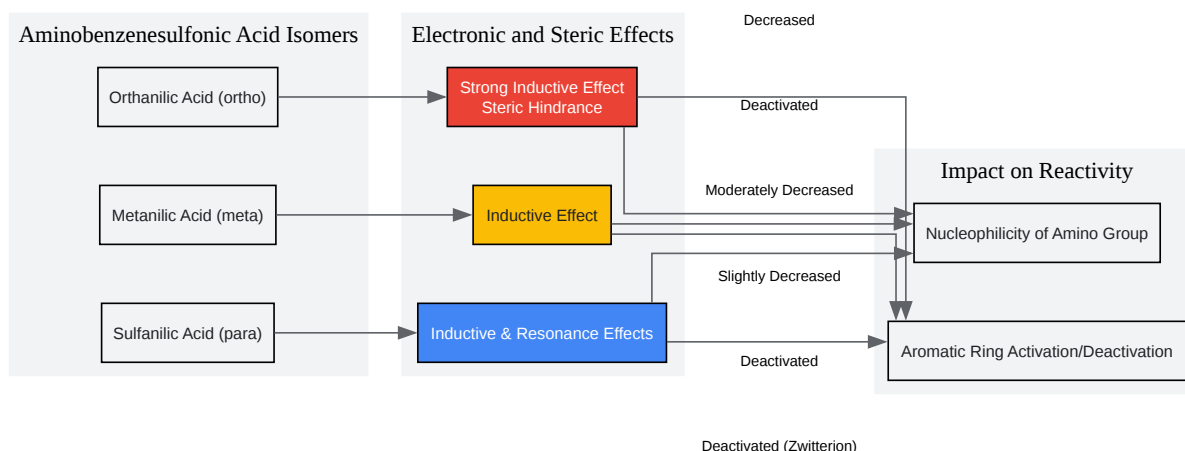 Aminobenzenesulfonic Acid Isomers
Orthanilic Acid (ortho)
Metanilic Acid (meta)
Sulfanilic Acid (para)
Electronic and Steric Effects
Strong Inductive Effect
Steric Hindrance
Inductive Effect
Inductive & Resonance Effects
Decreased
Deactivated
Moderately Decreased
Slightly Decreased
Deactivated
Deactivated (Zwitterion)
Impact on Reactivity
Nucleophilicity of Amino Group
Aromatic Ring Activation/Deactivation